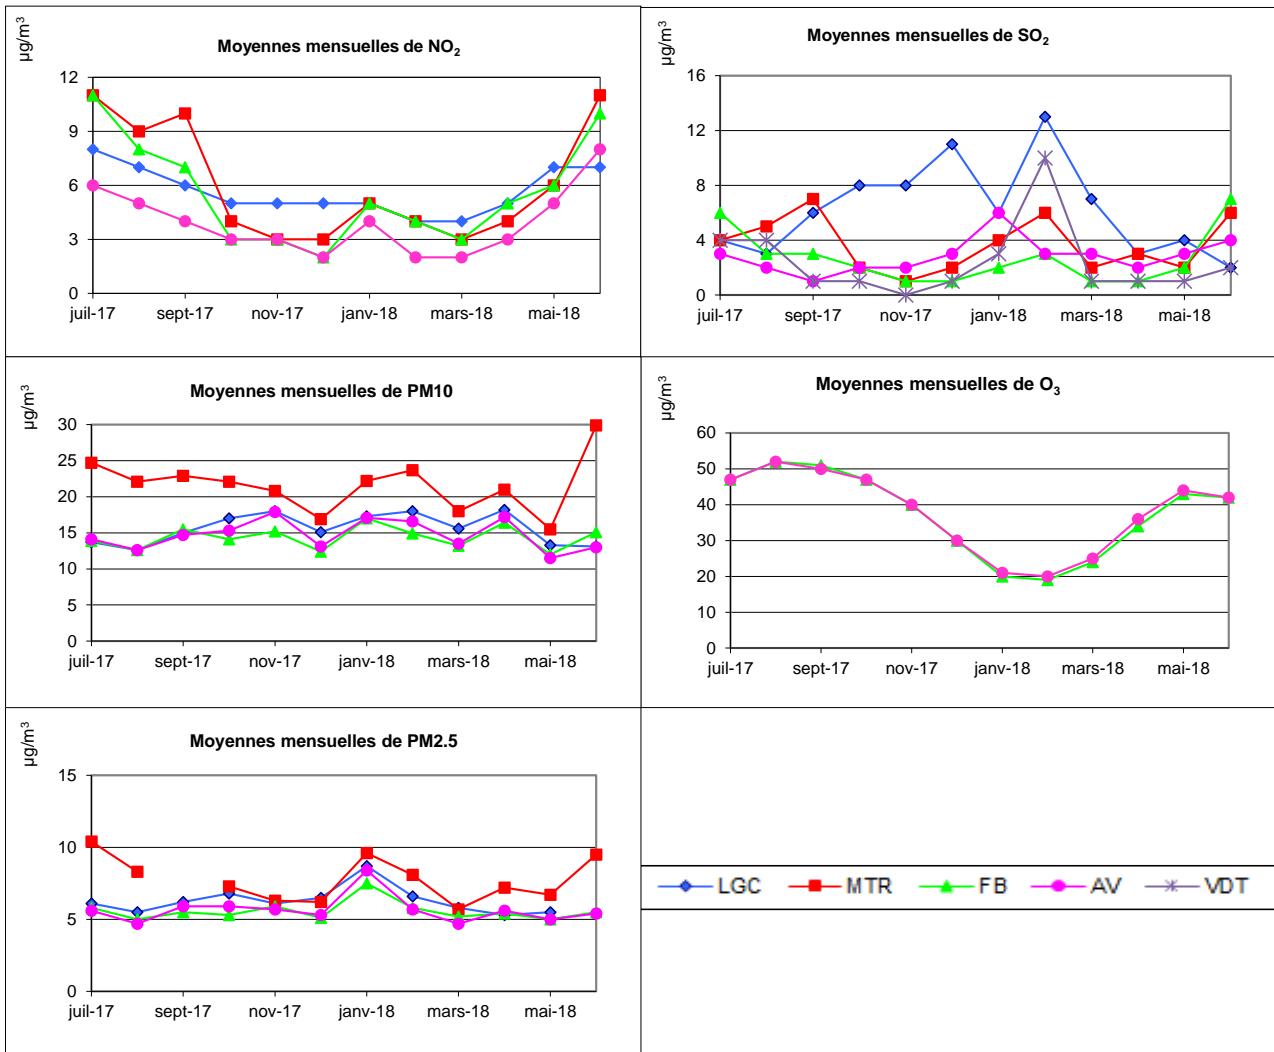 µg/m³
Moyennes mensuelles de NO₂
12
9
6
3
0
juil-17 sept-17 nov-17 janv-18 mars-18 mai-18
µg/m³
Moyennes mensuelles de SO₂
16
12
8
4
0
juil-17 sept-17 nov-17 janv-18 mars-18 mai-18
µg/m³
Moyennes mensuelles de PM10
30
25
20
15
10
15
0
juil-17 sept-17 nov-17 janv-18 mars-18 mai-18
µg/m³
Moyennes mensuelles de O₃
60
50
40
30
20
10
0
juil-17 sept-17 nov-17 janv-18 mars-18 mai-18
µg/m³
Moyennes mensuelles de PM2.5
15
10
5
0
juil-17 sept-17 nov-17 janv-18 mars-18 mai-18
LGC MTR FB AV VDT